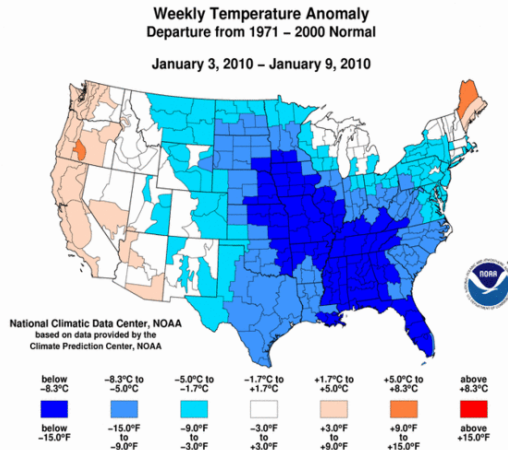 Weekly Temperature Anomaly
Departure from 1971 – 2000 Normal
January 3, 2010 – January 9, 2010
NOAA
National Climatic Data Center, NOAA
based on data provided by the
Climate Prediction Center, NOAA
below
–8.3°C
–8.3°C to
–5.0°C
–5.0°C to
–1.7°C
–1.7°C to
+1.7°C
+1.7°C to
+5.0°C
+5.0°C to
+8.3°C
above
+8.3°C
below
–15.0°F
–15.0°F
to
–9.0°F
–9.0°F
to
–3.0°F
–3.0°F
to
+3.0°F
+3.0°F
to
+9.0°F
+9.0°F
to
+15.0°F
above
+15.0°F